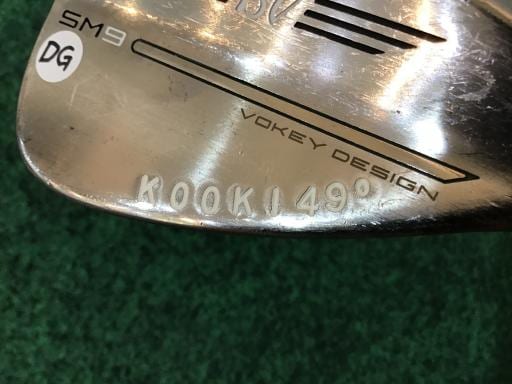 SM9
DG
VOKEY DESIGN
KOOKI 49°